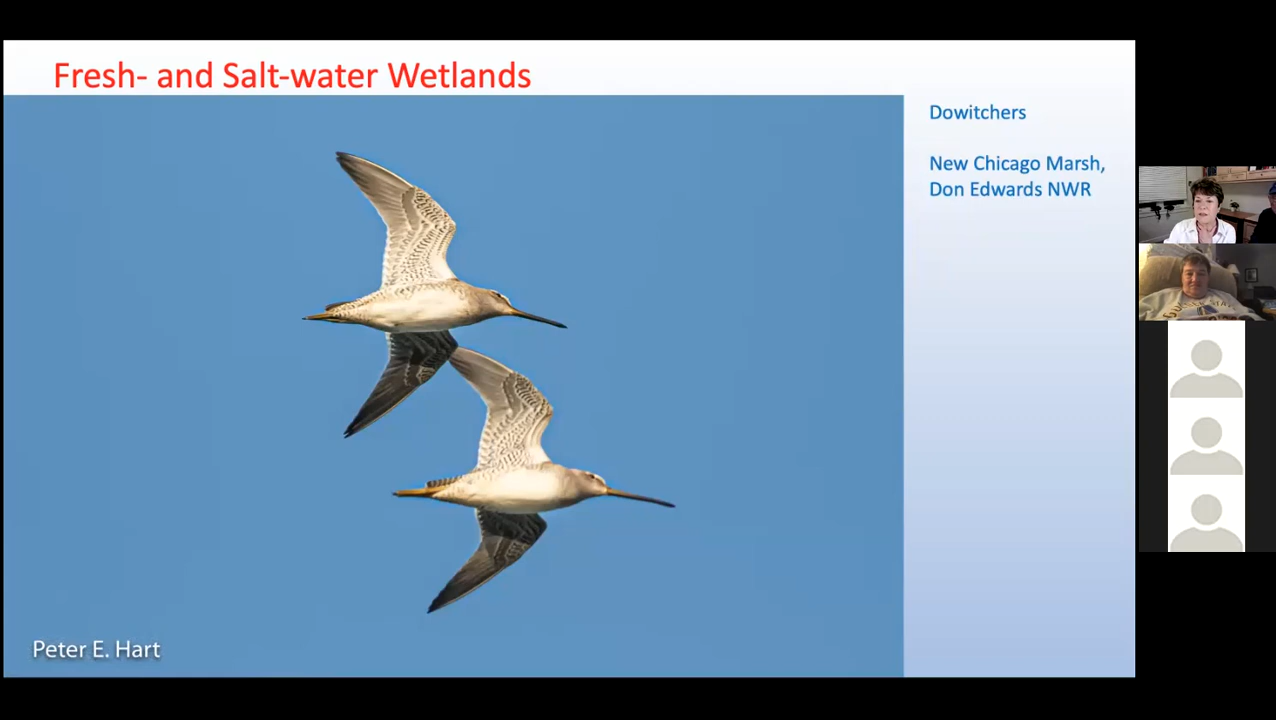 Fresh- and Salt-water Wetlands
Dowitchers
New Chicago Marsh,
Don Edwards NWR
Peter E. Hart